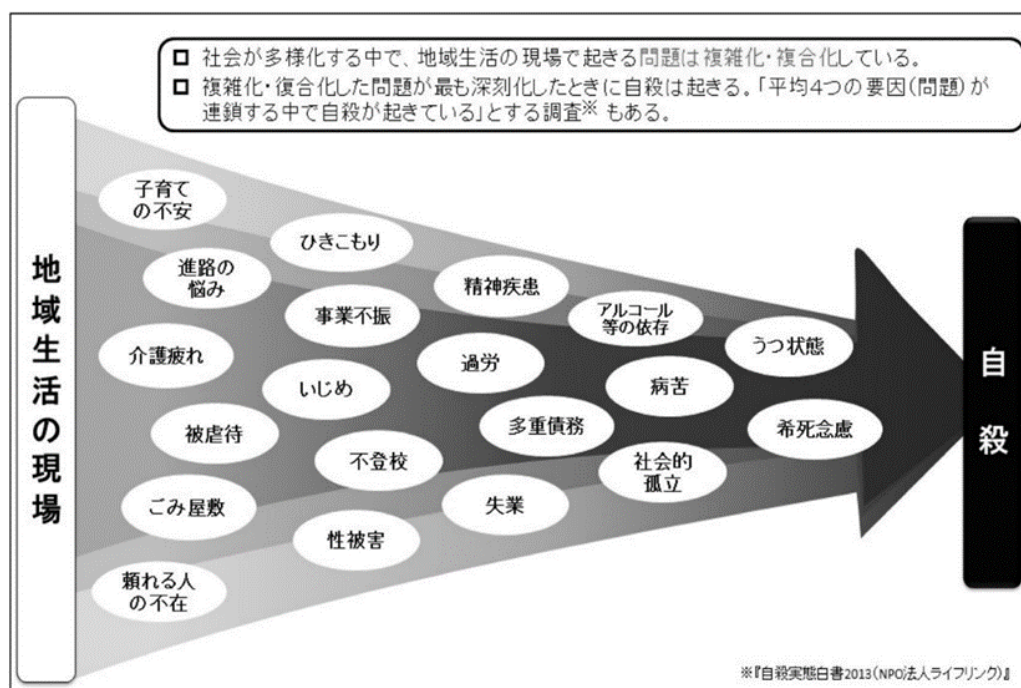 □ 社会が多様化する中で、地域生活の現場で起きる問題は複雑化・複合化している。
□ 複雑化・復合化した問題が最も深刻化したときに自殺は起きる。「平均4つの要因(問題)が
連鎖する中で自殺が起きている」とする調査※ もある。
地域生活の現場
子育て
の不安
進路の
悩み
介護疲れ
被虐待
ごみ屋敷
頼れる人
の不在
ひきこもり
事業不振
いじめ
不登校
性被害
精神疾患
過労
多重債務
失業
アルコール
等の依存
病苦
社会的
孤立
うつ状態
希死念慮
自殺
※『自殺実態白書2013(NPO法人ライフリンク)』